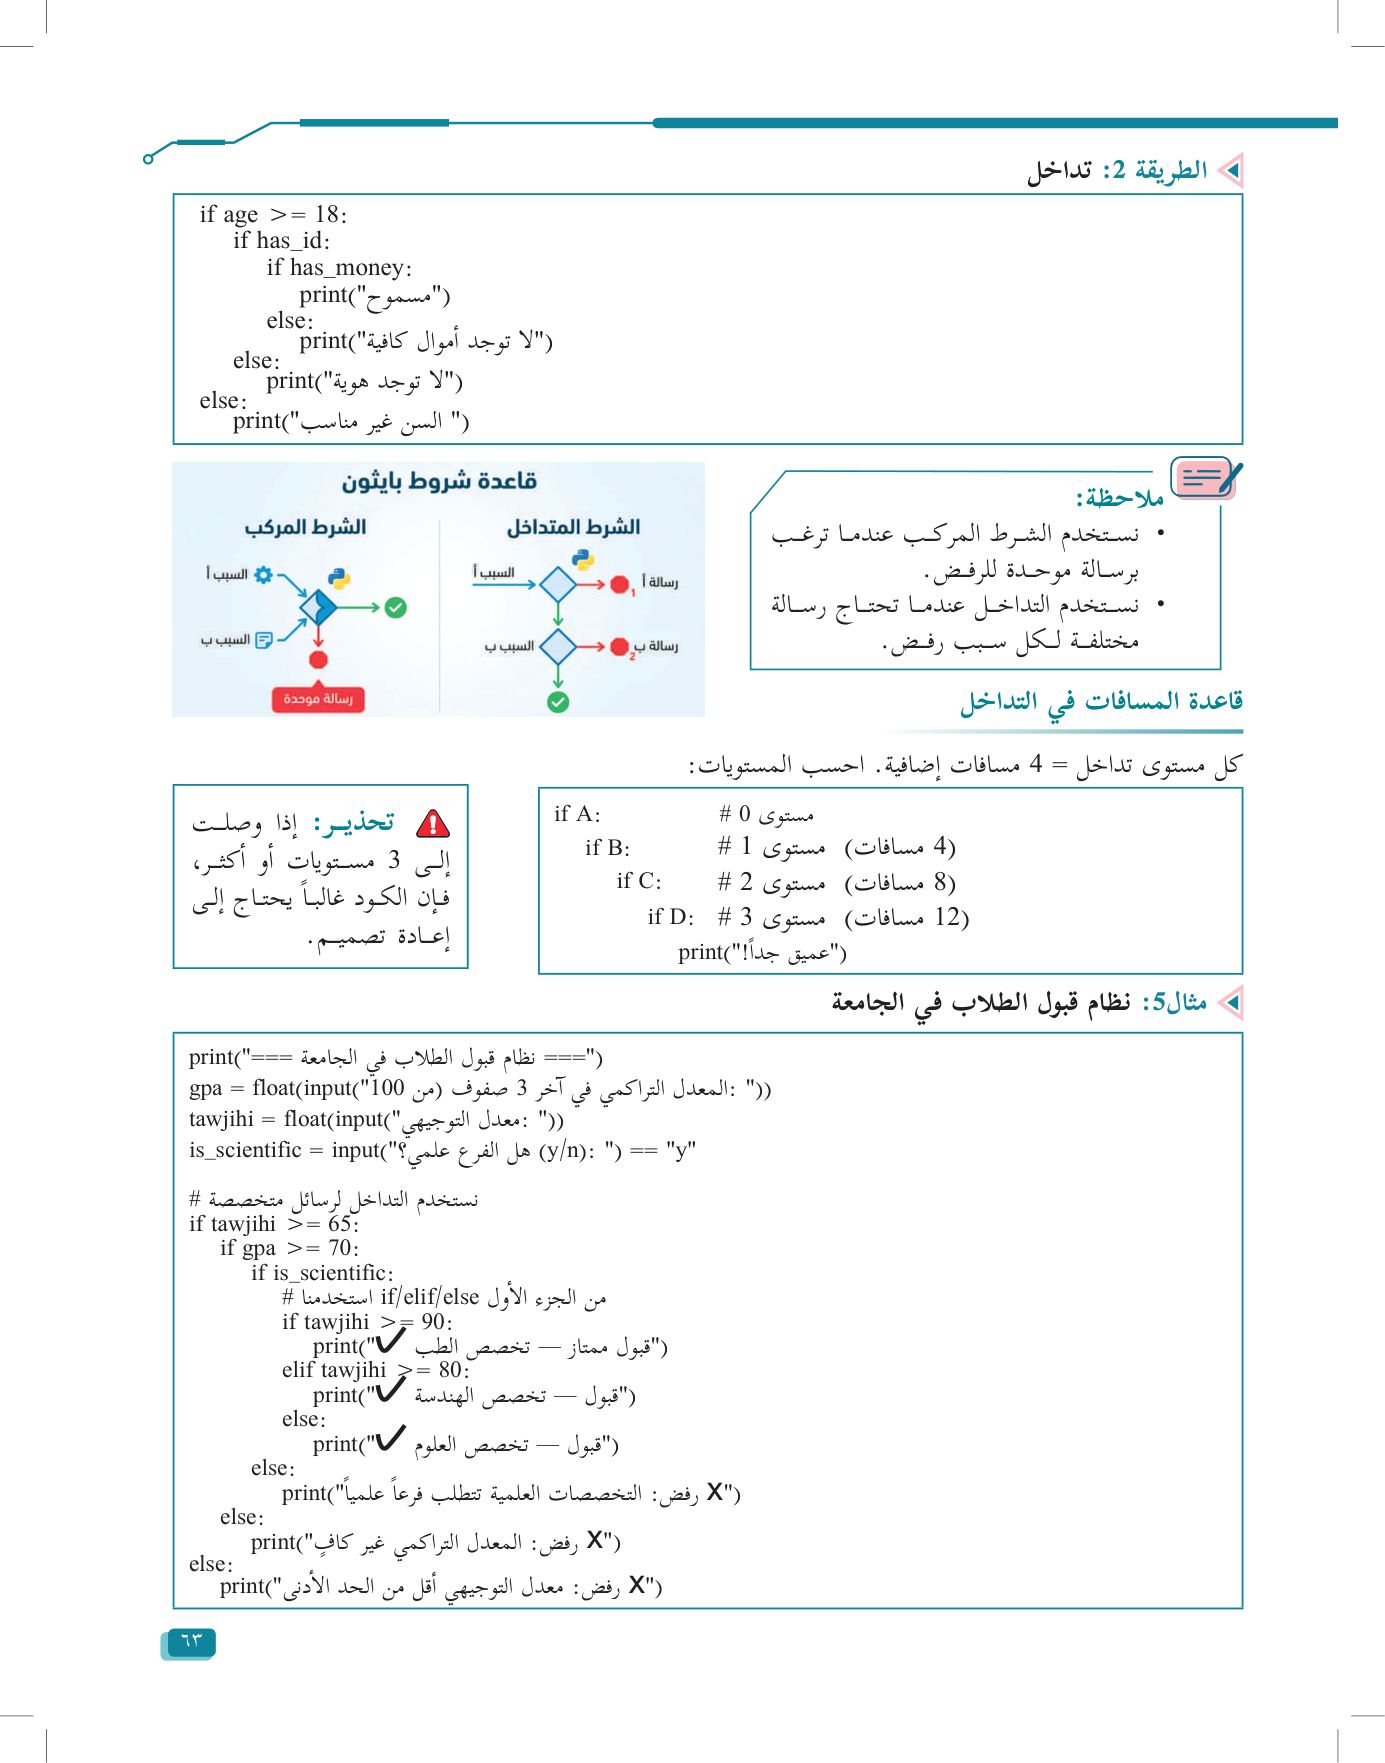 الطريقة 2: تداخل
if age >= 18:
    if has_id:
        if has_money:
            print("مسموح")
        else:
            print("لا توجد أموال كافية")
    else:
        print("لا توجد هوية")
else:
    print("السن غير مناسب ")
ملاحظة:
• نستخدم الشرط المركب عندما ترغب
برسالة موحدة للرفض.
• نستخدم التداخل عندما تحتاج رسالة
مختلفة لكل سبب رفض.
قاعدة شروط بايثون
الشرط المتداخل
السبب أ
رسالة أ
1
السبب ب
رسالة ب
2
الشرط المركب
السبب أ
السبب ب
رسالة موحدة
قاعدة المسافات في التداخل
كل مستوى تداخل = 4 مسافات إضافية. احسب المستويات:
if A: # مستوى 0
    if B: # مستوى 1 (4 مسافات)
        if C: # مستوى 2 (8 مسافات)
            if D: # مستوى 3 (12 مسافات)
                print("عميق جداً!")
تحذير: إذا وصلت
إلى 3 مستويات أو أكثر،
فإن الكود غالباً يحتاج إلى
إعادة تصميم.
مثال5: نظام قبول الطلاب في الجامعة
print("=== نظام قبول الطلاب في الجامعة ===")
gpa = float(input("المعدل التراكمي في آخر 3 صفوف (من 100: "))
tawjihi = float(input("معدل التوجيهي: "))
is_scientific = input("هل الفرع علمي؟ (y/n): ") == "y"
# نستخدم التداخل لرسائل متخصصة
if tawjihi >= 65:
    if gpa >= 70:
        if is_scientific:
            # استخدمنا if/elif/else من الجزء الأول
            if tawjihi >= 90:
                print("✔ قبول ممتاز — تخصص الطب")
            elif tawjihi >= 80:
                print("✔ قبول — تخصص الهندسة")
            else:
                print("✔ قبول — تخصص العلوم")
        else:
            print("X رفض: التخصصات العلمية تتطلب فرعاً علمياً")
    else:
        print("X رفض: المعدل التراكمي غير كافٍ")
else:
    print("X رفض: معدل التوجيهي أقل من الحد الأدنى")
٦٣